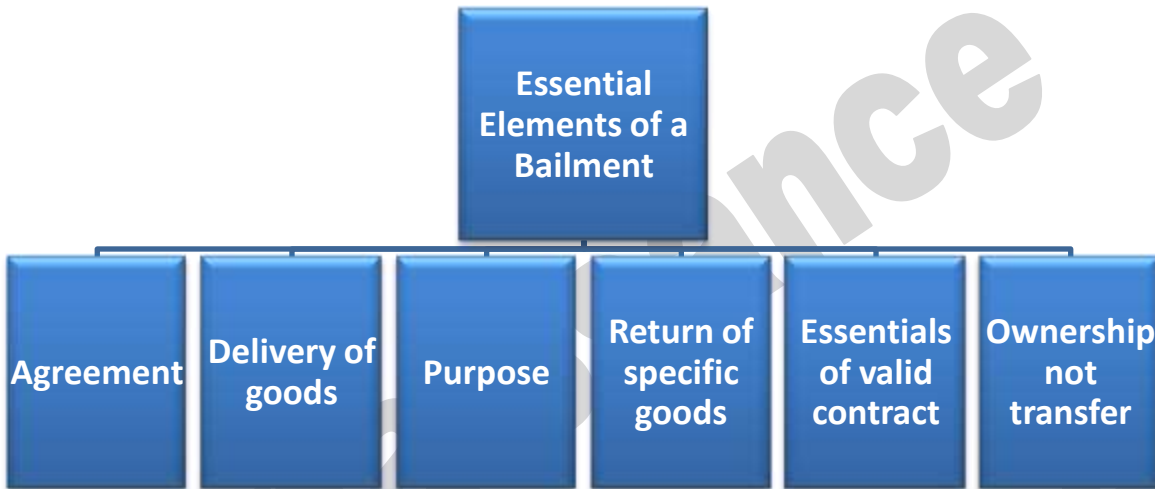 Essential
Elements of a
Bailment
Agreement
Delivery of
goods
Purpose
Return of
specific
goods
Essentials
of valid
contract
Ownership
not
transfer